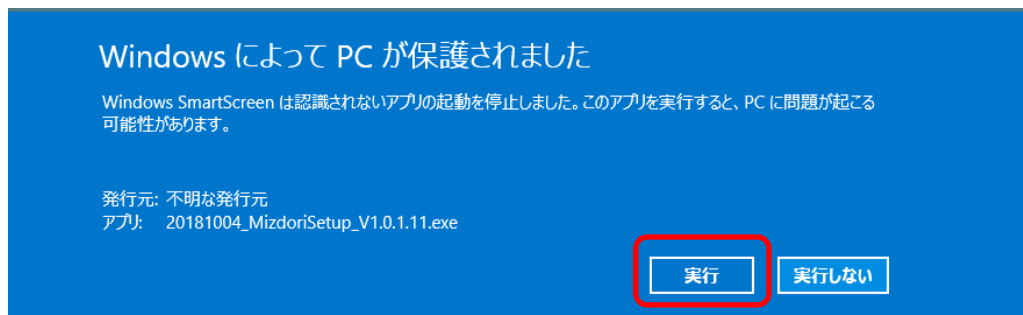 Windows によって PC が保護されました
Windows SmartScreen は認識されないアプリの起動を停止しました。このアプリを実行すると、PC に問題が起こる
可能性があります。
発行元: 不明な発行元
アプリ: 20181004_MizdoriSetup_V1.0.1.11.exe
実行 実行しない